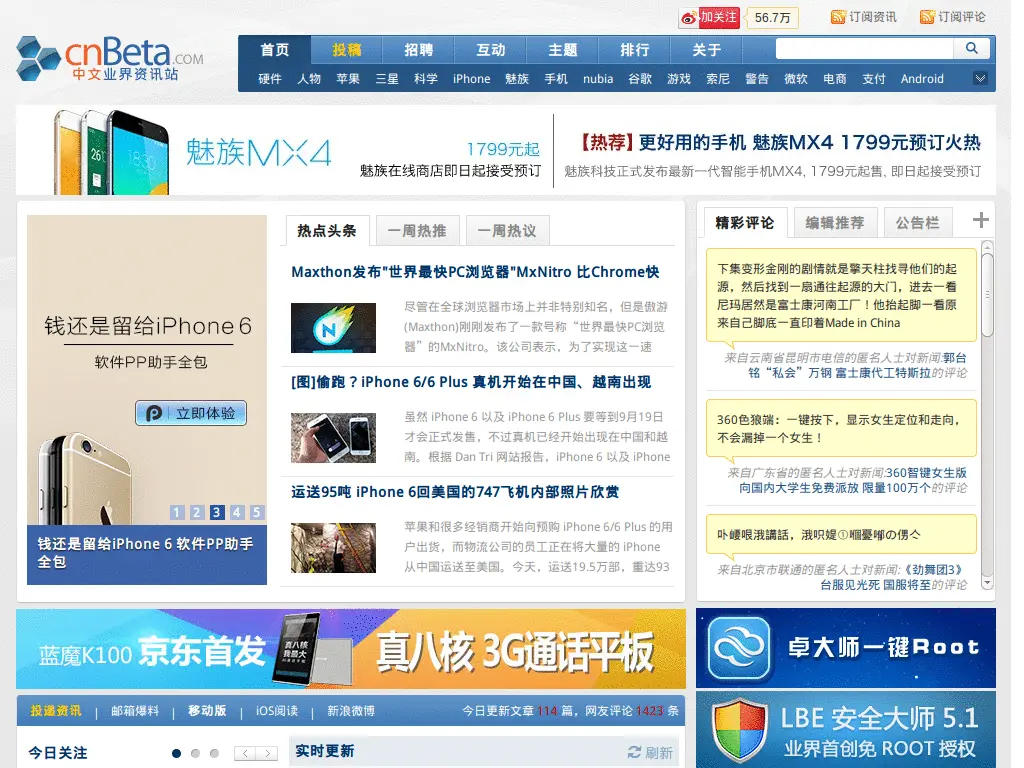 加关注
56.7万
订阅资讯
订阅评论
cnBeta.COM
中文业界资讯站
首页
投稿
招聘
互动
主题
排行
关于
硬件 人物 苹果 三星 科学 iPhone 魅族 手机 nubia 谷歌 游戏 索尼 警告 微软 电商 支付 Android
魅族MX4
1799元起
魅族在线商店即日起接受预订
【热荐】更好用的手机 魅族MX4 1799元预订火热
魅族科技正式发布最新一代智能手机MX4, 1799元起售, 即日起接受预订
钱还是留给iPhone 6
软件PP助手全包
立即体验
1 2 3 4 5
钱还是留给iPhone 6 软件PP助手
全包
热点头条
一周热推
一周热议
Maxthon发布"世界最快PC浏览器"MxNitro 比Chrome快
尽管在全球浏览器市场上并非特别知名，但是傲游
(Maxthon)刚刚发布了一款号称“世界最快PC浏览
器”的MxNitro。该公司表示，为了实现这一速
[图]偷跑？iPhone 6/6 Plus 真机开始在中国、越南出现
虽然 iPhone 6 以及 iPhone 6 Plus 要等到9月19日
才会正式发售，不过真机已经开始出现在中国和越
南。根据 Dan Tri 网站报告，iPhone 6 以及 iPhone
运送95吨 iPhone 6回美国的747飞机内部照片欣赏
苹果和很多经销商开始向预购 iPhone 6/6 Plus 的用
户出货，而物流公司的员工正在将大量的 iPhone
从中国运送至美国。今天，运送19.5万部，重达93
精彩评论
编辑推荐
公告栏
下集变形金刚的剧情就是擎天柱找寻他们的起
源，然后找到一扇通往起源的大门，进去一看
尼玛居然是富士康河南工厂！他抬起脚一看原
来自己脚底一直印着Made in China
来自云南省昆明市电信的匿名人士对新闻:郭台
铭“私会”万钢 富士康代工特斯拉的评论
360色狼端：一键按下，显示女生定位和走向，
不会漏掉一个女生！
来自广东省的匿名人士对新闻:360智键女生版
向国内大学生免费派放 限量100万个的评论
来自北京市联通的匿名人士对新闻:《劲舞团3》
台服见光死 国服将至的评论
蓝魔K100 京东首发
真八核 3G通话平板
卓大师一键Root
LBE 安全大师 5.1
业界首创免 ROOT 授权
投递资讯 | 邮箱爆料 | 移动版 | iOS阅读 | 新浪微博
今日更新文章 114 篇，网友评论 1423 条
今日关注
实时更新
刷新